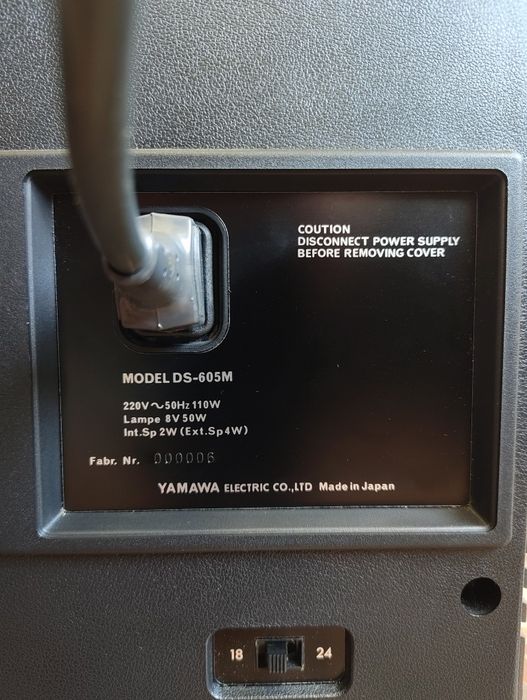 COUTION
DISCONNECT POWER SUPPLY
BEFORE REMOVING COVER
MODEL DS-605M
220V~50Hz 110W
Lampe 8V 50W
Int.Sp 2W (Ext.Sp4W)
Fabr. Nr. 000006
YAMAWA ELECTRIC CO.,LTD Made in Japan
18 24